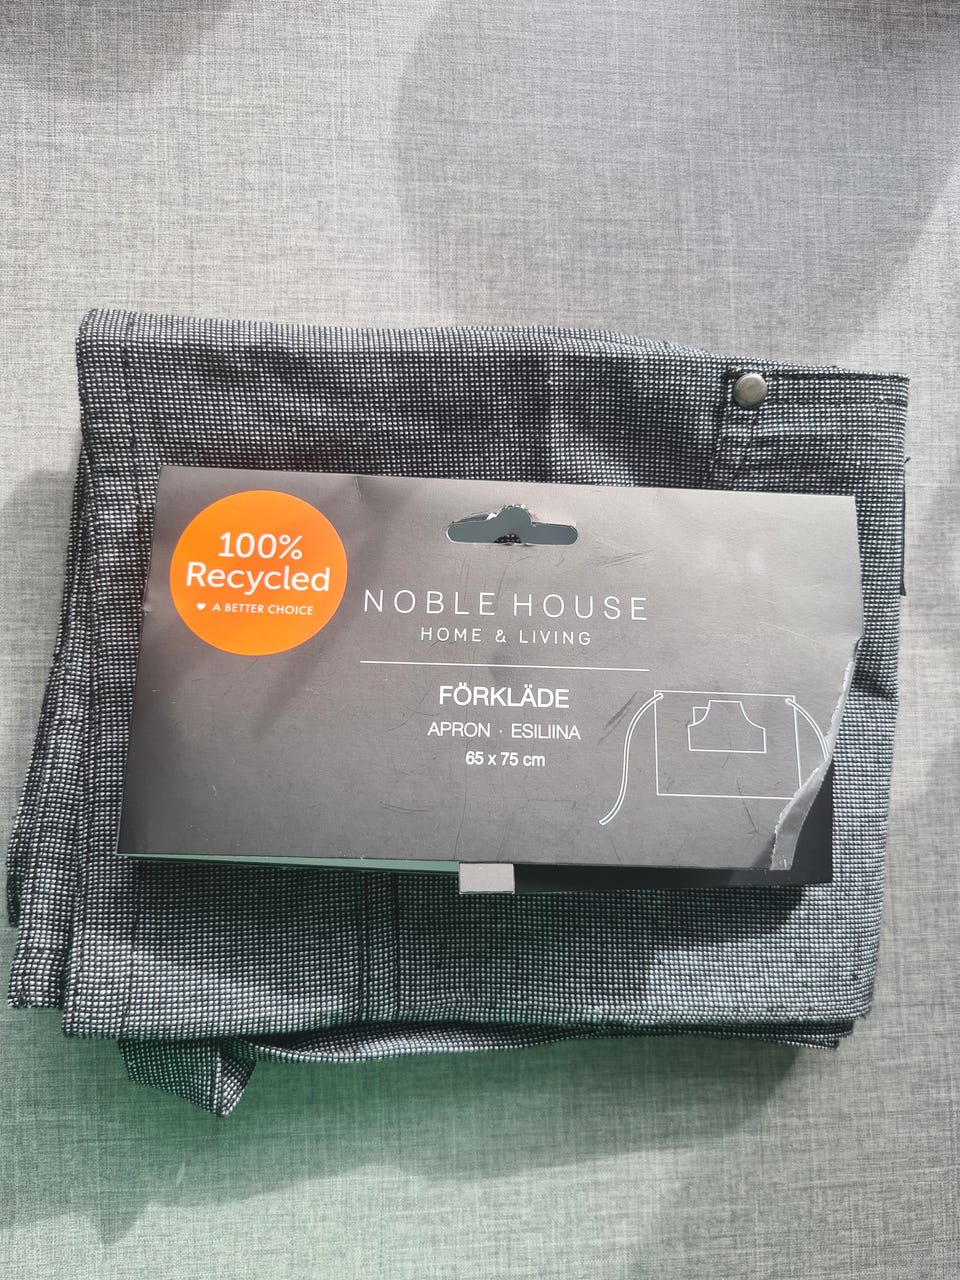 100%
Recycled
♥ A BETTER CHOICE
NOBLE HOUSE
HOME & LIVING
FÖRKLÄDE
APRON · ESILIINA
65 x 75 cm